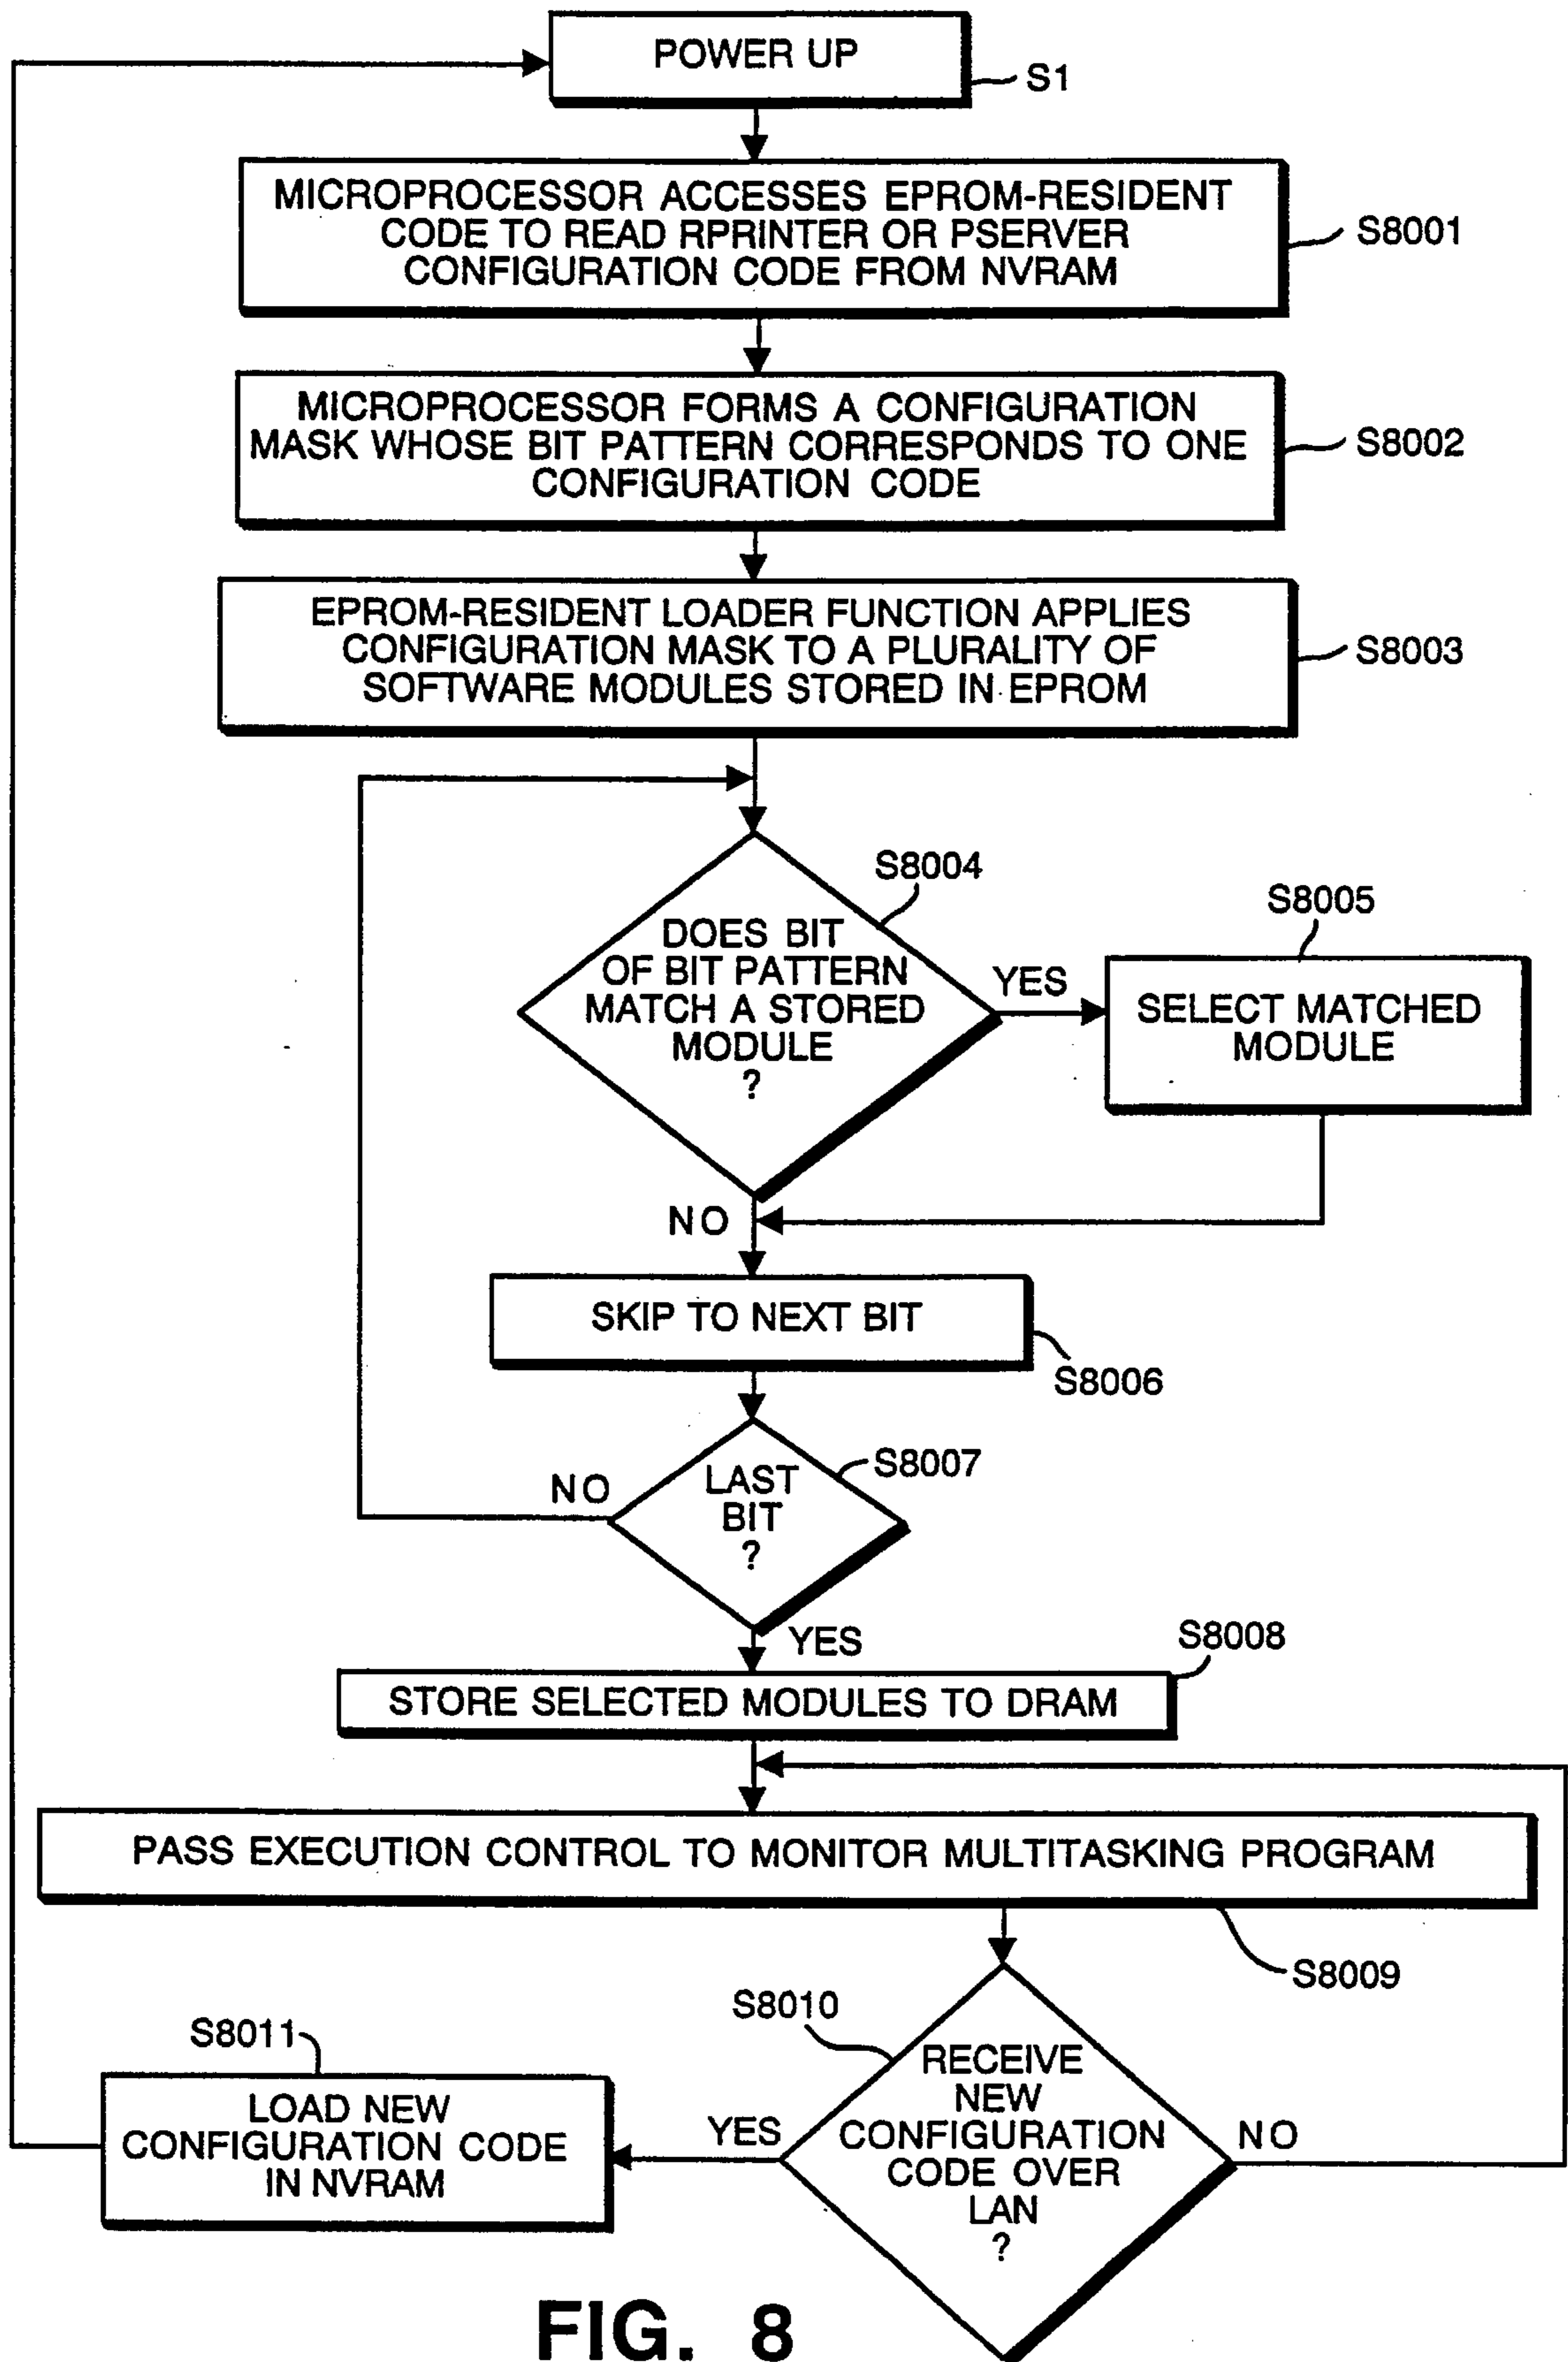 POWER UP
S1
MICROPROCESSOR ACCESSES EPROM-RESIDENT
CODE TO READ RPRINTER OR PSERVER
CONFIGURATION CODE FROM NVRAM
S8001
MICROPROCESSOR FORMS A CONFIGURATION
MASK WHOSE BIT PATTERN CORRESPONDS TO ONE
CONFIGURATION CODE
S8002
EPROM-RESIDENT LOADER FUNCTION APPLIES
CONFIGURATION MASK TO A PLURALITY OF
SOFTWARE MODULES STORED IN EPROM
S8003
S8004
DOES BIT
OF BIT PATTERN
MATCH A STORED
MODULE
?
YES
S8005
SELECT MATCHED
MODULE
NO
SKIP TO NEXT BIT
S8006
S8007
LAST
BIT
?
NO
YES
S8008
STORE SELECTED MODULES TO DRAM
PASS EXECUTION CONTROL TO MONITOR MULTITASKING PROGRAM
S8009
S8010
RECEIVE
NEW
CONFIGURATION
CODE OVER
LAN
?
YES
NO
S8011
LOAD NEW
CONFIGURATION CODE
IN NVRAM
FIG. 8